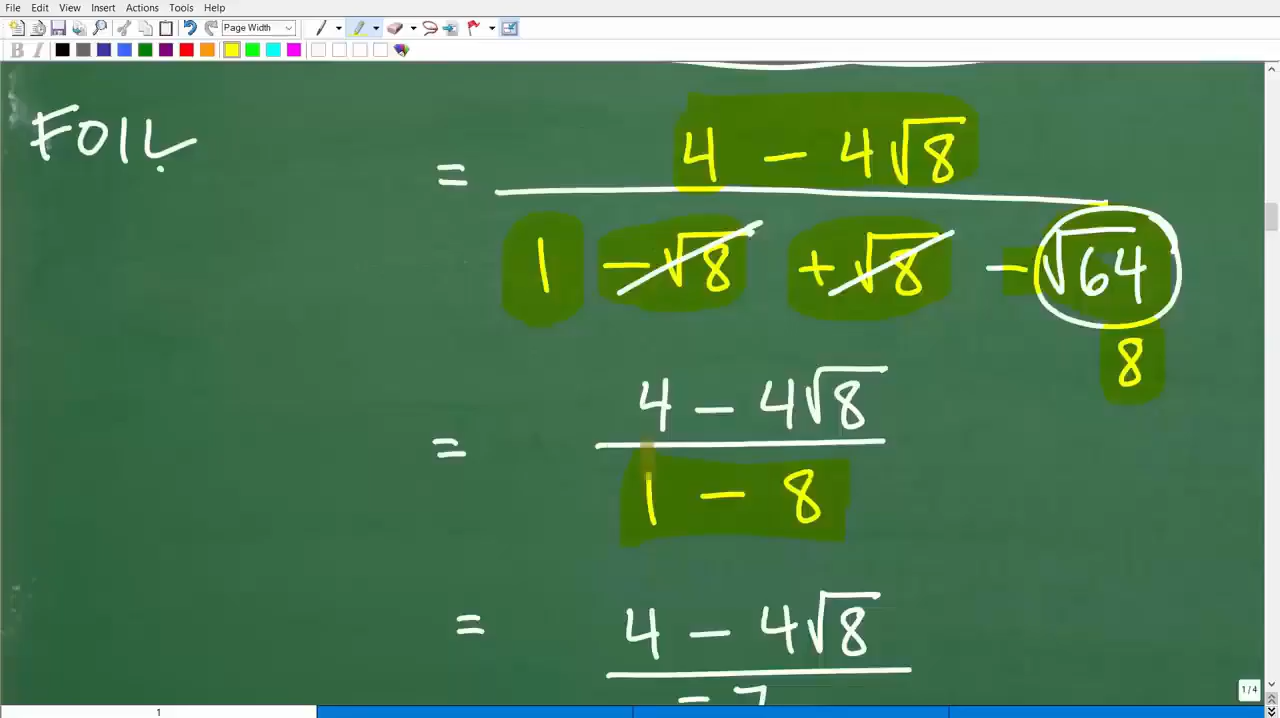 File Edit View Insert Actions Tools Help
Page Width
B I
FOIL
= 4 - 4√8
1 -√8 +√8 -√64
8
= 4 - 4√8
1 - 8
= 4 - 4√8
-7
1/4
1